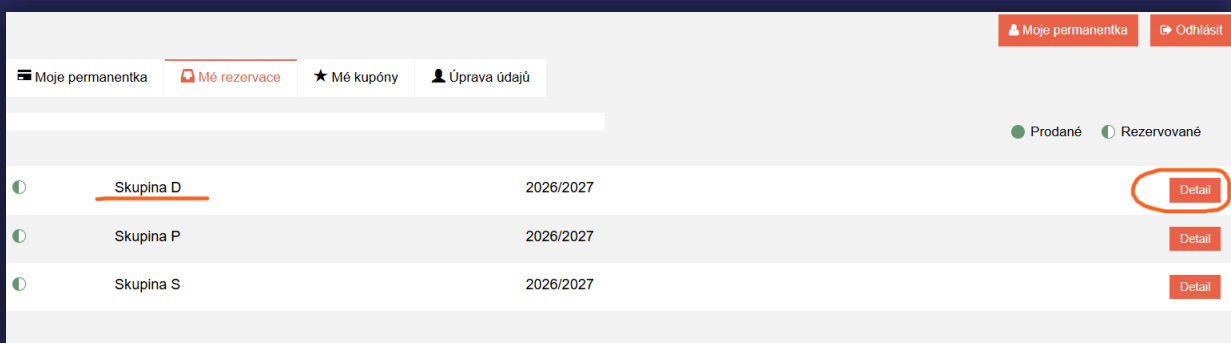 Moje permanentka Odhlásit
Moje permanentka Mé rezervace Mé kupóny Úprava údajů
Prodané Rezervované
Skupina D 2026/2027 Detail
Skupina P 2026/2027 Detail
Skupina S 2026/2027 Detail